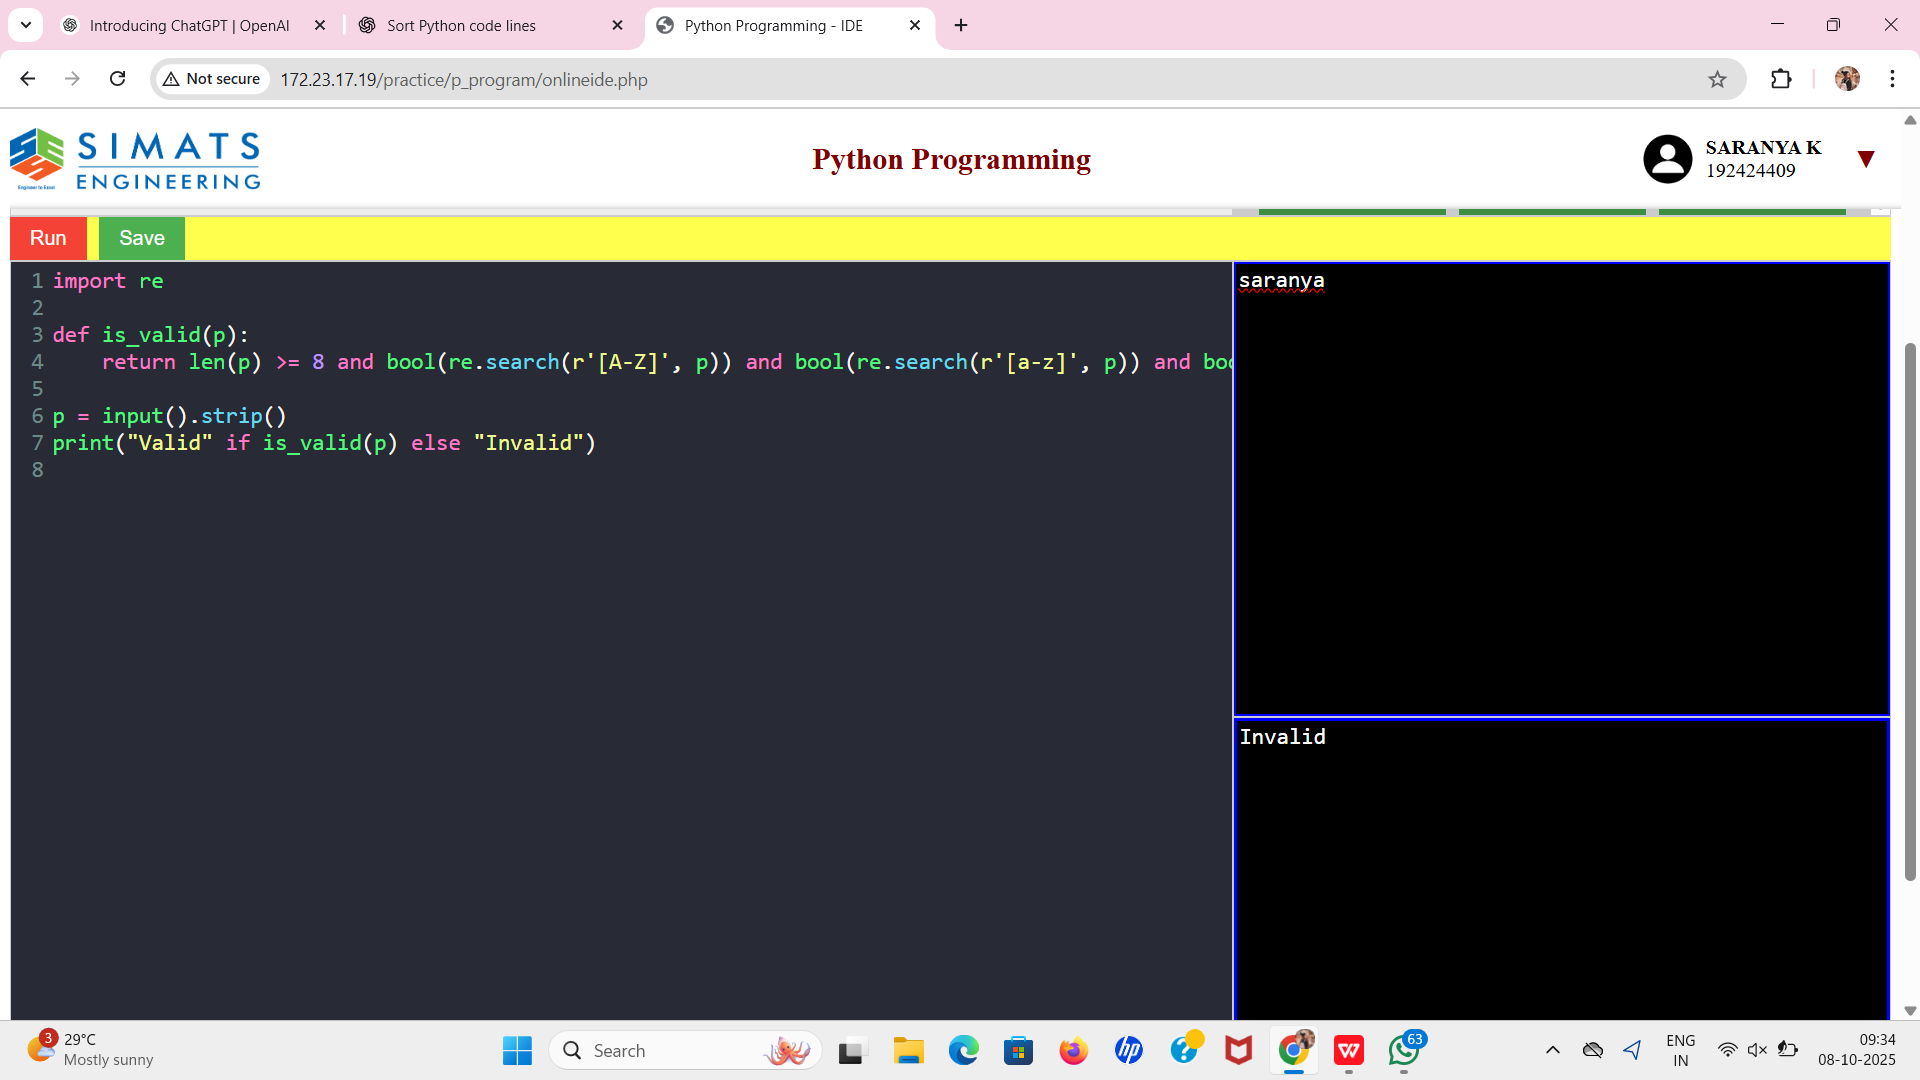 Introducing ChatGPT | OpenAI
Sort Python code lines
Python Programming - IDE
Not secure
172.23.17.19/practice/p_program/onlineide.php
SIMATS
ENGINEERING
Engineer to Excel
Python Programming
SARANYA K
192424409
Run
Save
1 import re
2
3 def is_valid(p):
4     return len(p) >= 8 and bool(re.search(r'[A-Z]', p)) and bool(re.search(r'[a-z]', p)) and boo
5
6 p = input().strip()
7 print("Valid" if is_valid(p) else "Invalid")
8
saranya
Invalid
3
29°C
Mostly sunny
Search
hp
W
63
ENG
IN
09:34
08-10-2025